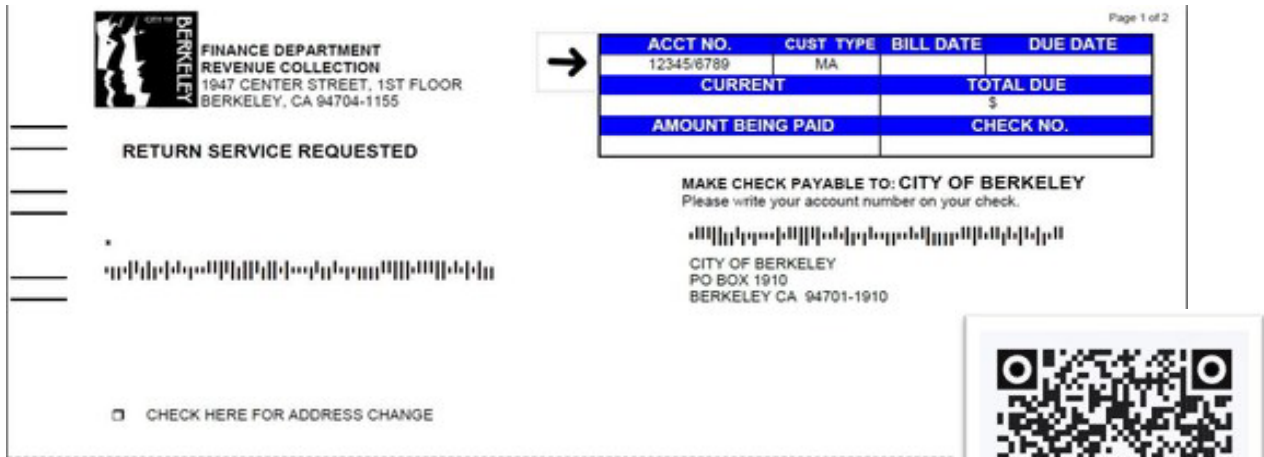 Page 1 of 2
CITY OF
BERKELEY
FINANCE DEPARTMENT
REVENUE COLLECTION
1947 CENTER STREET, 1ST FLOOR
BERKELEY, CA 94704-1155
RETURN SERVICE REQUESTED
ACCT NO. CUST TYPE BILL DATE DUE DATE
12345/6789 MA
CURRENT TOTAL DUE
$
AMOUNT BEING PAID CHECK NO.
MAKE CHECK PAYABLE TO: CITY OF BERKELEY
Please write your account number on your check.
CITY OF BERKELEY
PO BOX 1910
BERKELEY CA 94701-1910
CHECK HERE FOR ADDRESS CHANGE